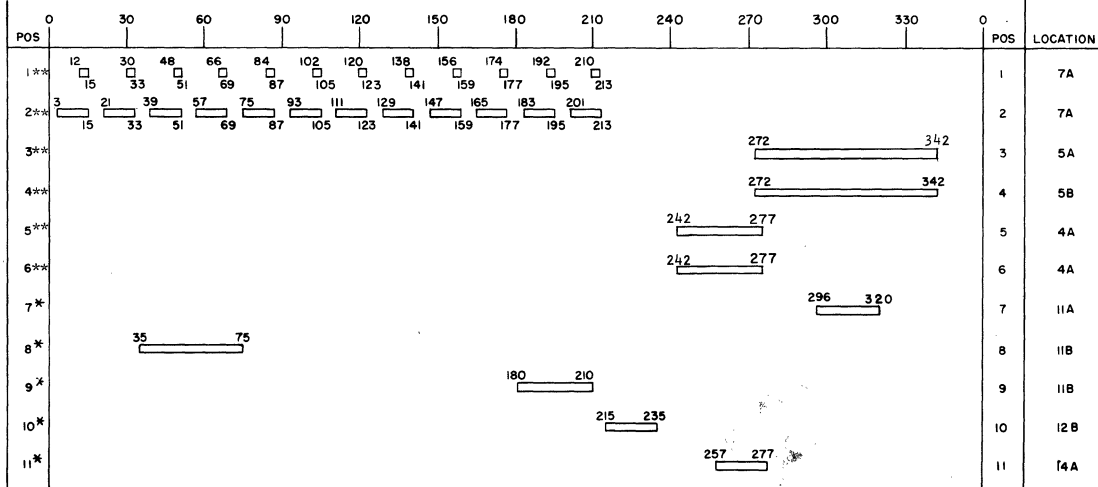 0 30 60 90 120 150 180 210 240 270 300 330 0
POS POS LOCATION
12 30 48 66 84 102 120 138 156 174 192 210
1** 1 7A
15 33 51 69 87 105 123 141 159 177 195 213
3 21 39 57 75 93 111 129 147 165 183 201
2** 2 7A
15 33 51 69 87 105 123 141 159 177 195 213
272 342
3** 3 5A
272 342
4** 4 5B
242 277
5** 5 4A
242 277
6** 6 4A
296 320
7* 7 11A
35 75
8* 8 11B
180 210
9* 9 11B
215 235
10* 10 12B
257 277
11* 11 14A